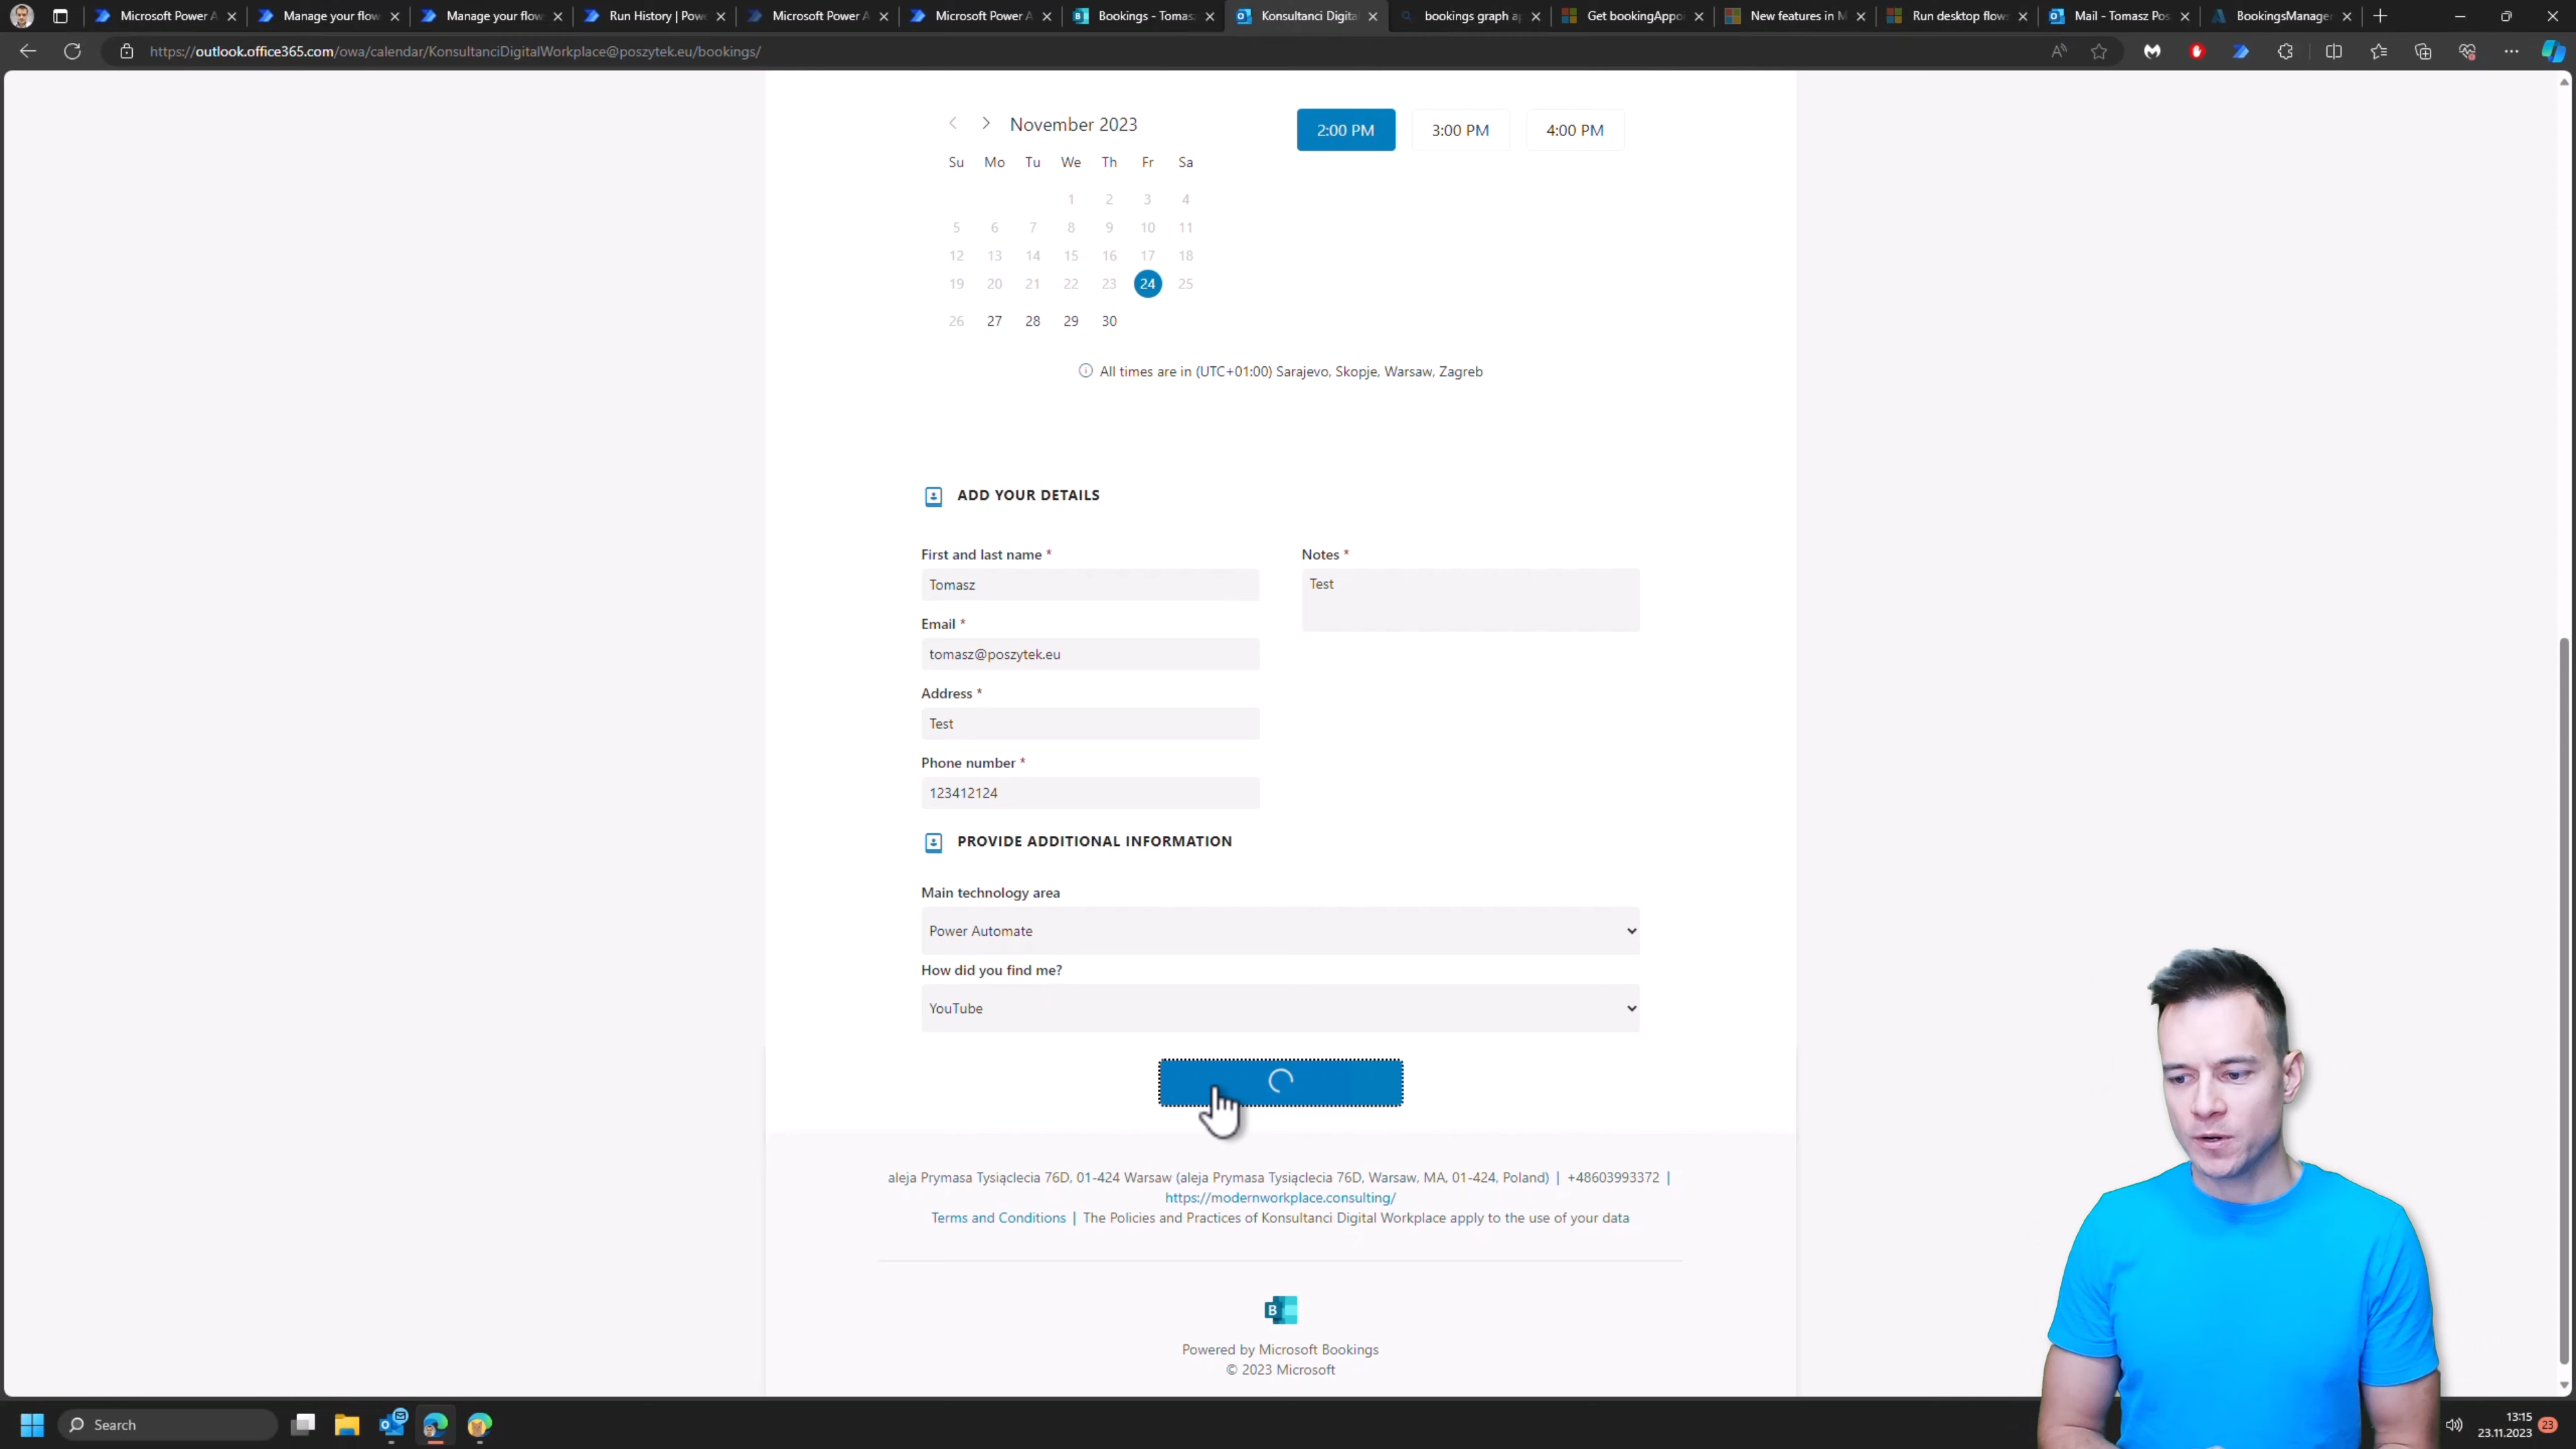 Microsoft Power A
Manage your flow
Manage your flow
Run History | Powe
Microsoft Power A
Microsoft Power A
Bookings - Tomasz
Konsultanci Digital
bookings graph ap
Get bookingAppoi
New features in M
Run desktop flows
Mail - Tomasz Pos
BookingsManager
https://outlook.office365.com/owa/calendar/KonsultanciDigitalWorkplace@poszytek.eu/bookings/
November 2023
2:00 PM 3:00 PM 4:00 PM
Su Mo Tu We Th Fr Sa
1 2 3 4
5 6 7 8 9 10 11
12 13 14 15 16 17 18
19 20 21 22 23 24 25
26 27 28 29 30
All times are in (UTC+01:00) Sarajevo, Skopje, Warsaw, Zagreb
ADD YOUR DETAILS
First and last name *
Tomasz
Email *
tomasz@poszytek.eu
Address *
Test
Phone number *
123412124
Notes *
Test
PROVIDE ADDITIONAL INFORMATION
Main technology area
Power Automate
How did you find me?
YouTube
aleja Prymasa Tysiąclecia 76D, 01-424 Warsaw (aleja Prymasa Tysiąclecia 76D, Warsaw, MA, 01-424, Poland) | +48603993372 |
https://modernworkplace.consulting/
Terms and Conditions | The Policies and Practices of Konsultanci Digital Workplace apply to the use of your data
B
Powered by Microsoft Bookings
© 2023 Microsoft
Search
13:15
23.11.2023
23